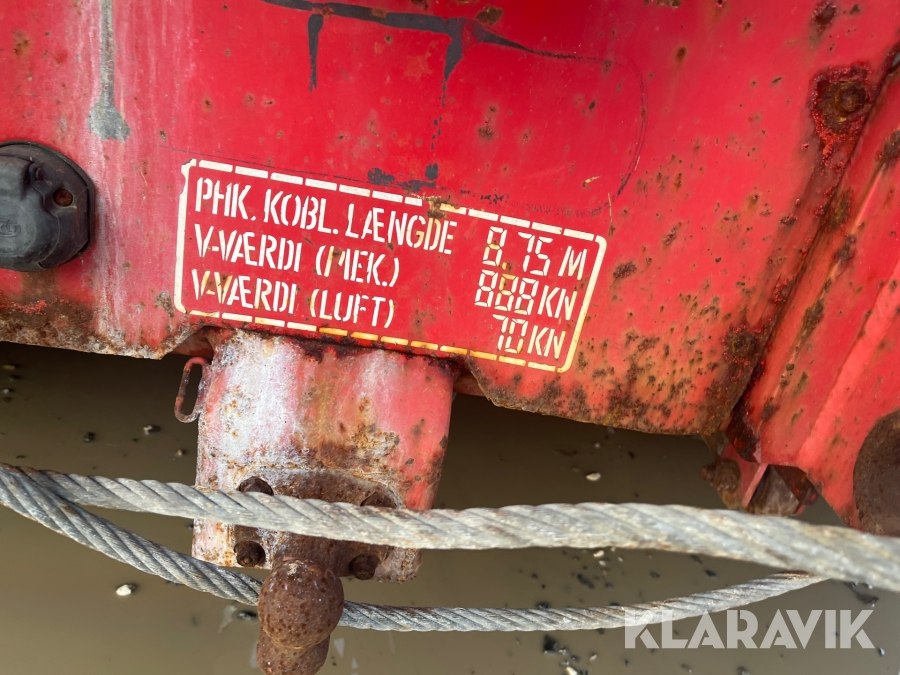 PHK. KOBL. LÆNGDE 8.75 M
V-VÆRDI (MEK.) 888 KN
V-VÆRDI (LUFT) 70 KN
KLARAVIK